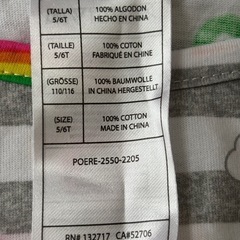 (TALLA)
5/6T
100% ALGODON
HECHO EN CHINA
(TAILLE)
5/6T
100% COTON
FABRIQUÉ EN CHINE
(GRÖSSE)
110/116
100% BAUMWOLLE
IN CHINA HERGESTELLT
(SIZE)
5/6T
100% COTTON
MADE IN CHINA
POERE-2550-2205
RN# 132717 CA#52706